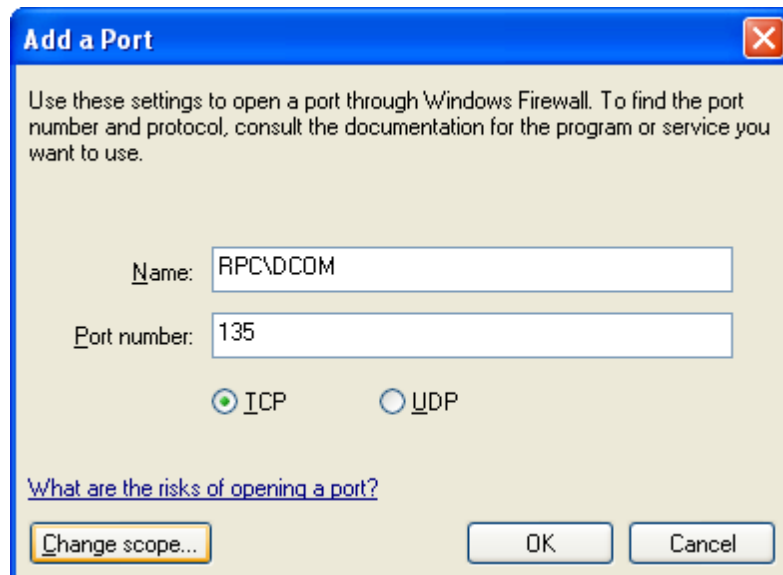 Add a Port
Use these settings to open a port through Windows Firewall. To find the port
number and protocol, consult the documentation for the program or service you
want to use.
Name: RPC\DCOM
Port number: 135
TCP UDP
What are the risks of opening a port?
Change scope... OK Cancel